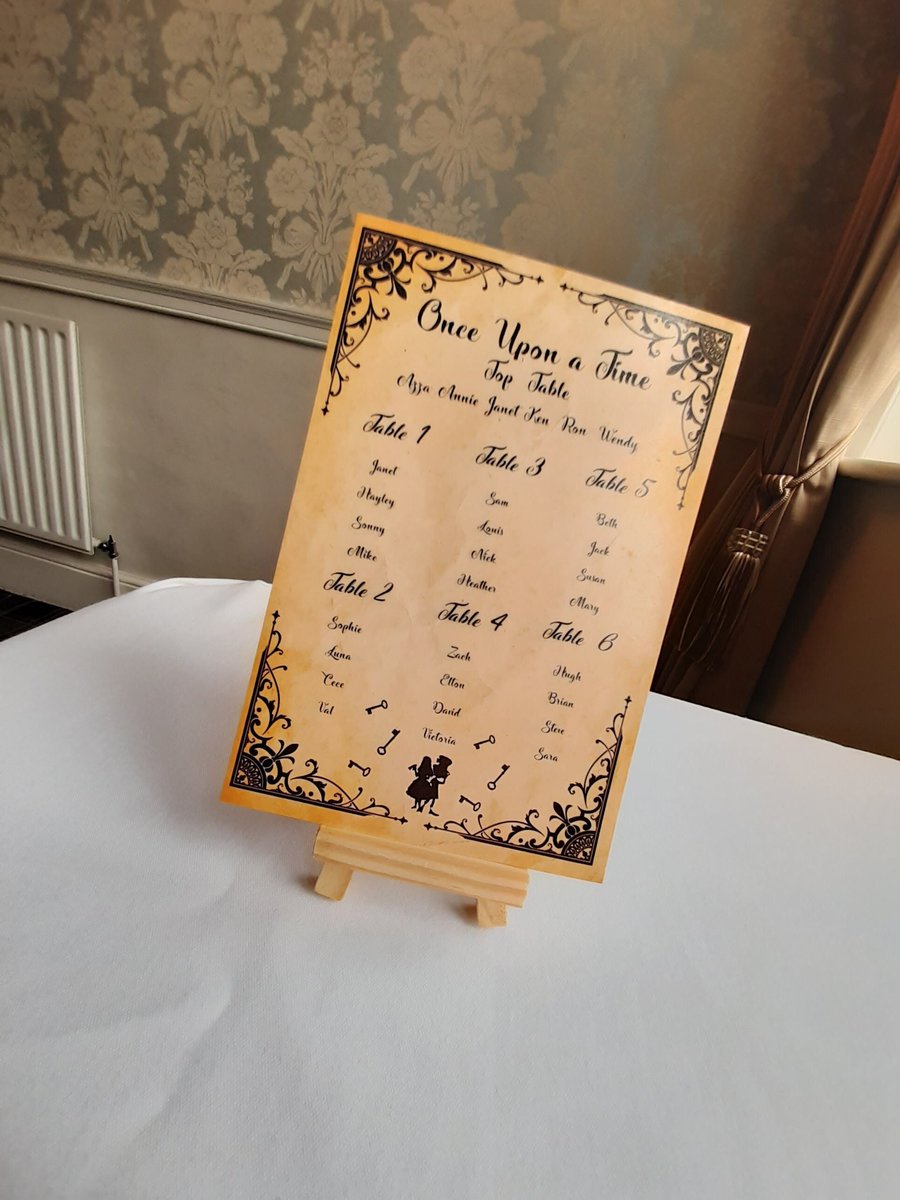 Once Upon a Time
Top Table
Azza Annie Janet Ken Ron Wendy
Table 1
Janet
Hayley
Sonny
Mike
Table 2
Sophie
Luna
Cece
Val
Table 3
Sam
Louis
Nick
Heather
Table 4
Zach
Elton
David
Victoria
Table 5
Beth
Jack
Susan
Mary
Table 6
Hugh
Brian
Steve
Sara